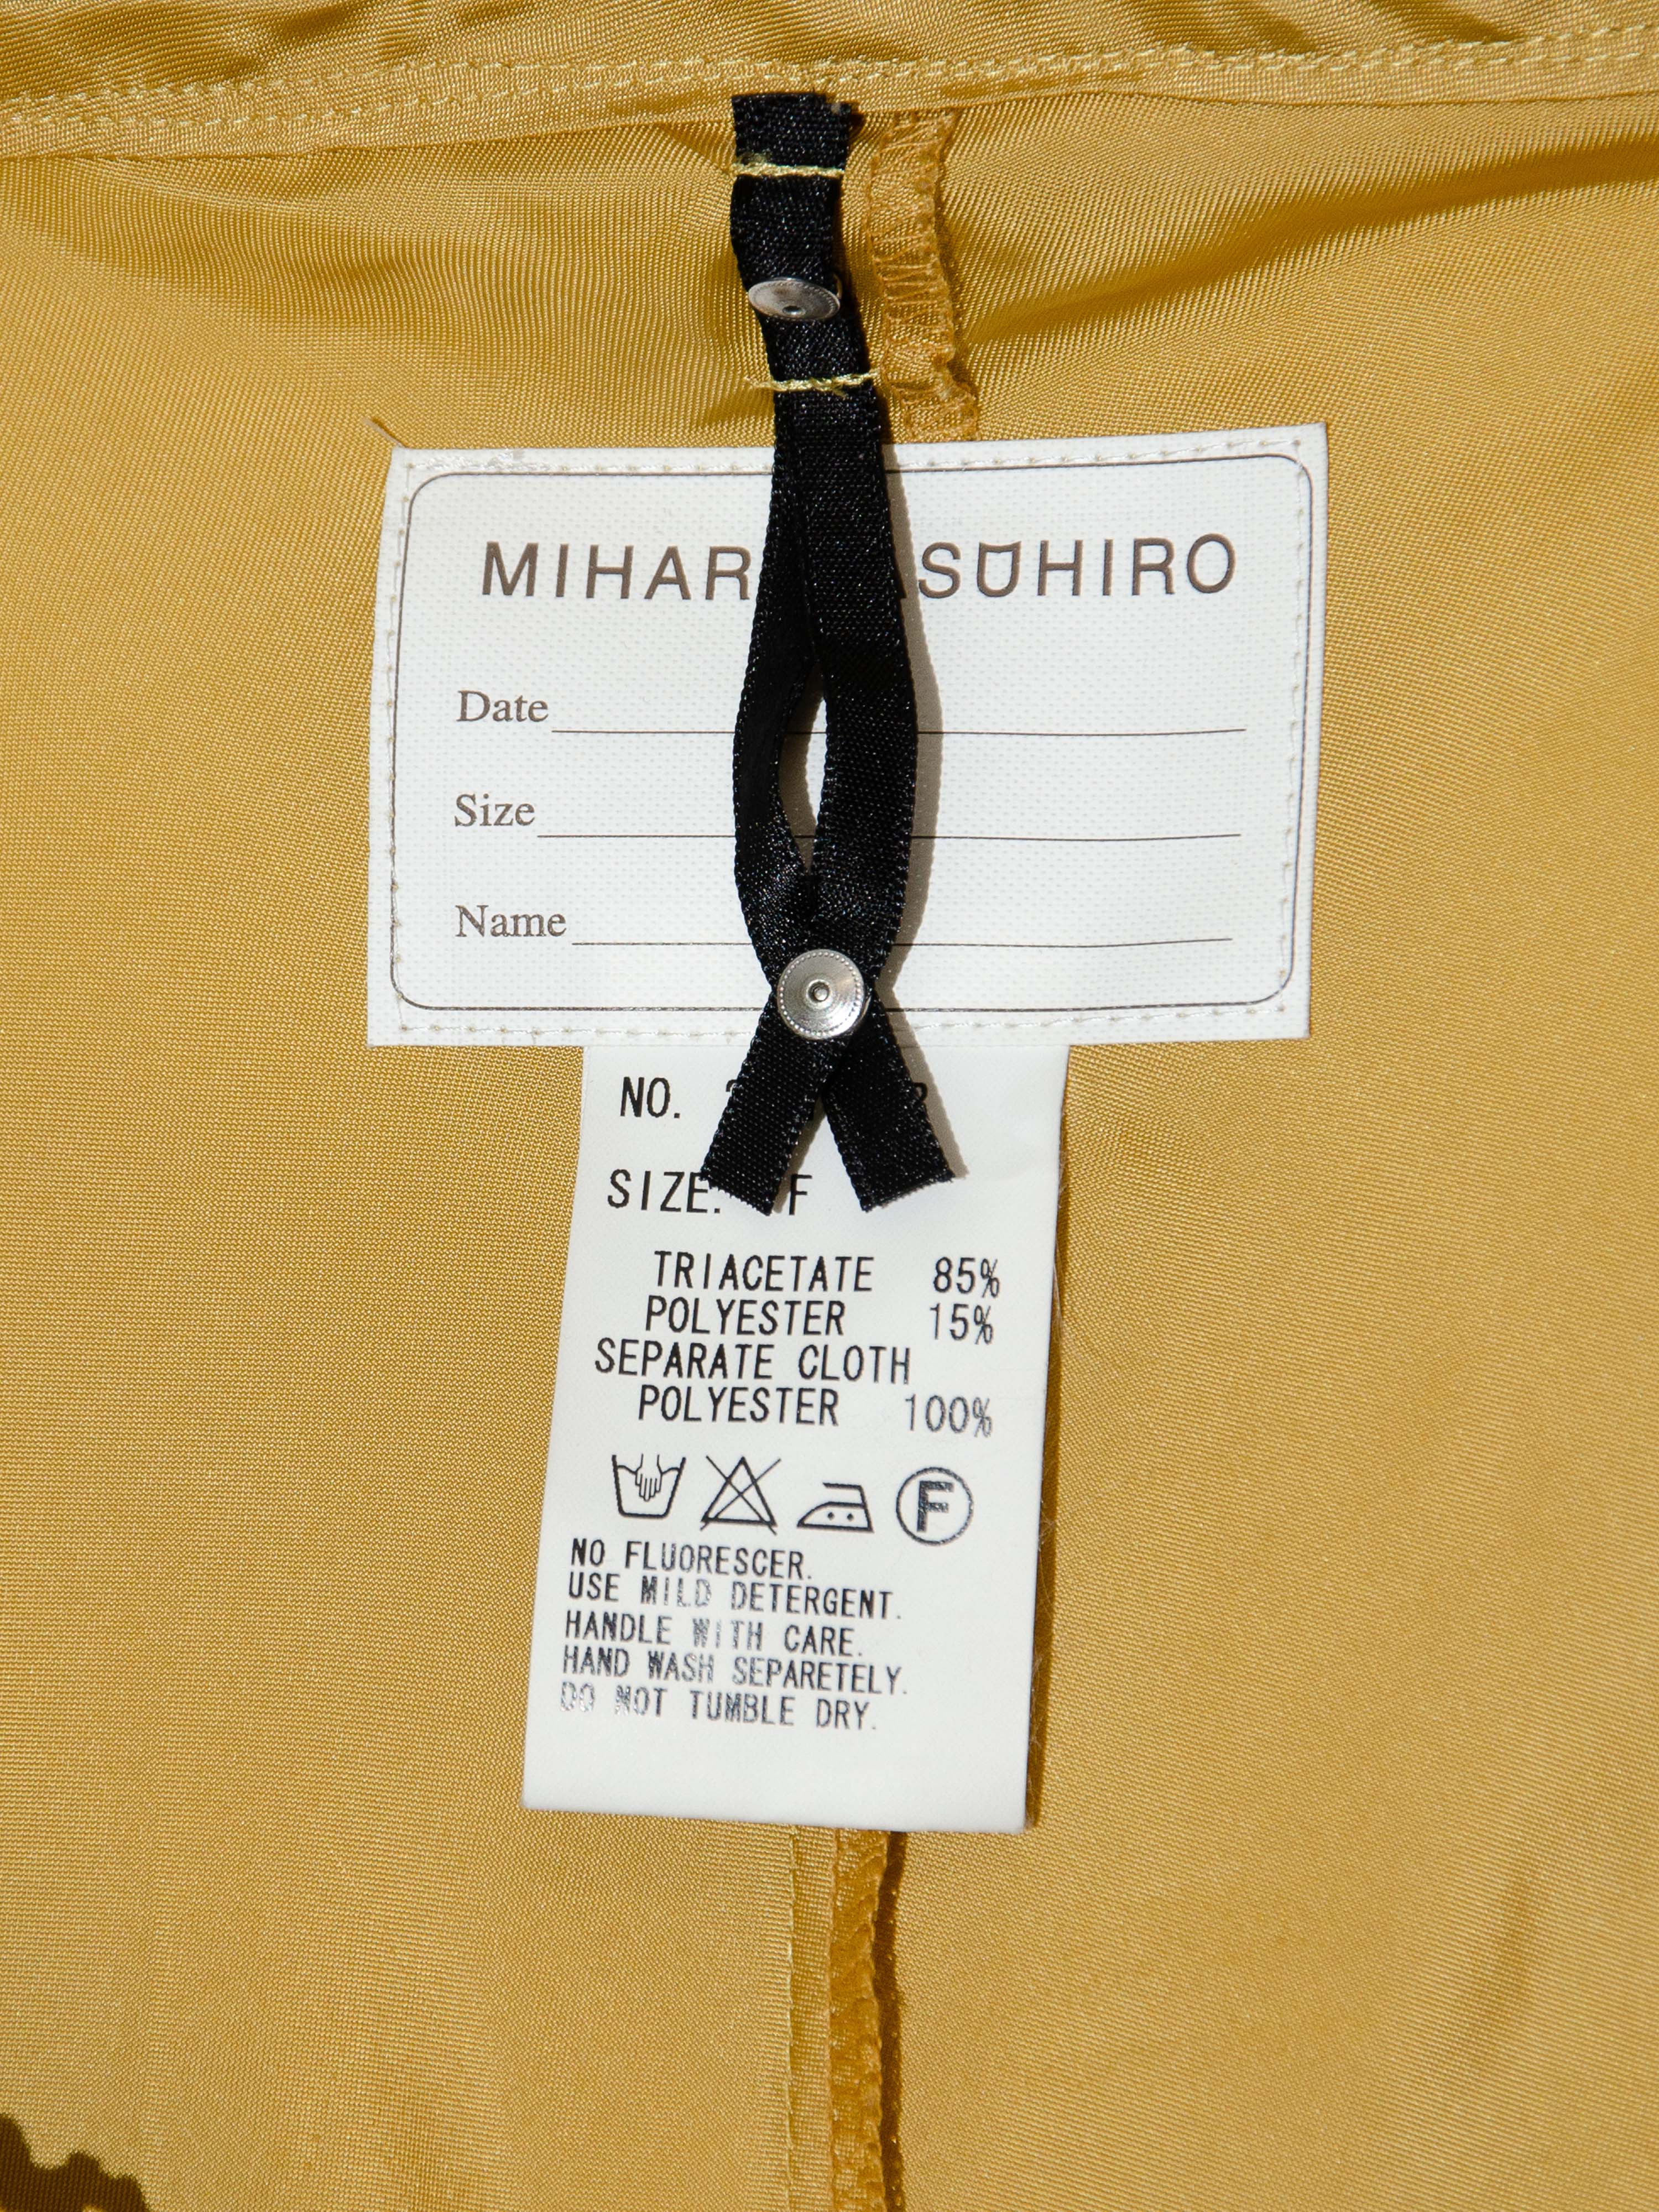 MIHAR SUHIRO
Date
Size
Name
NO.
SIZE: F
TRIACETATE 85%
POLYESTER 15%
SEPARATE CLOTH
POLYESTER 100%
F
NO FLUORESCER.
USE MILD DETERGENT.
HANDLE WITH CARE.
HAND WASH SEPARETELY.
DO NOT TUMBLE DRY.